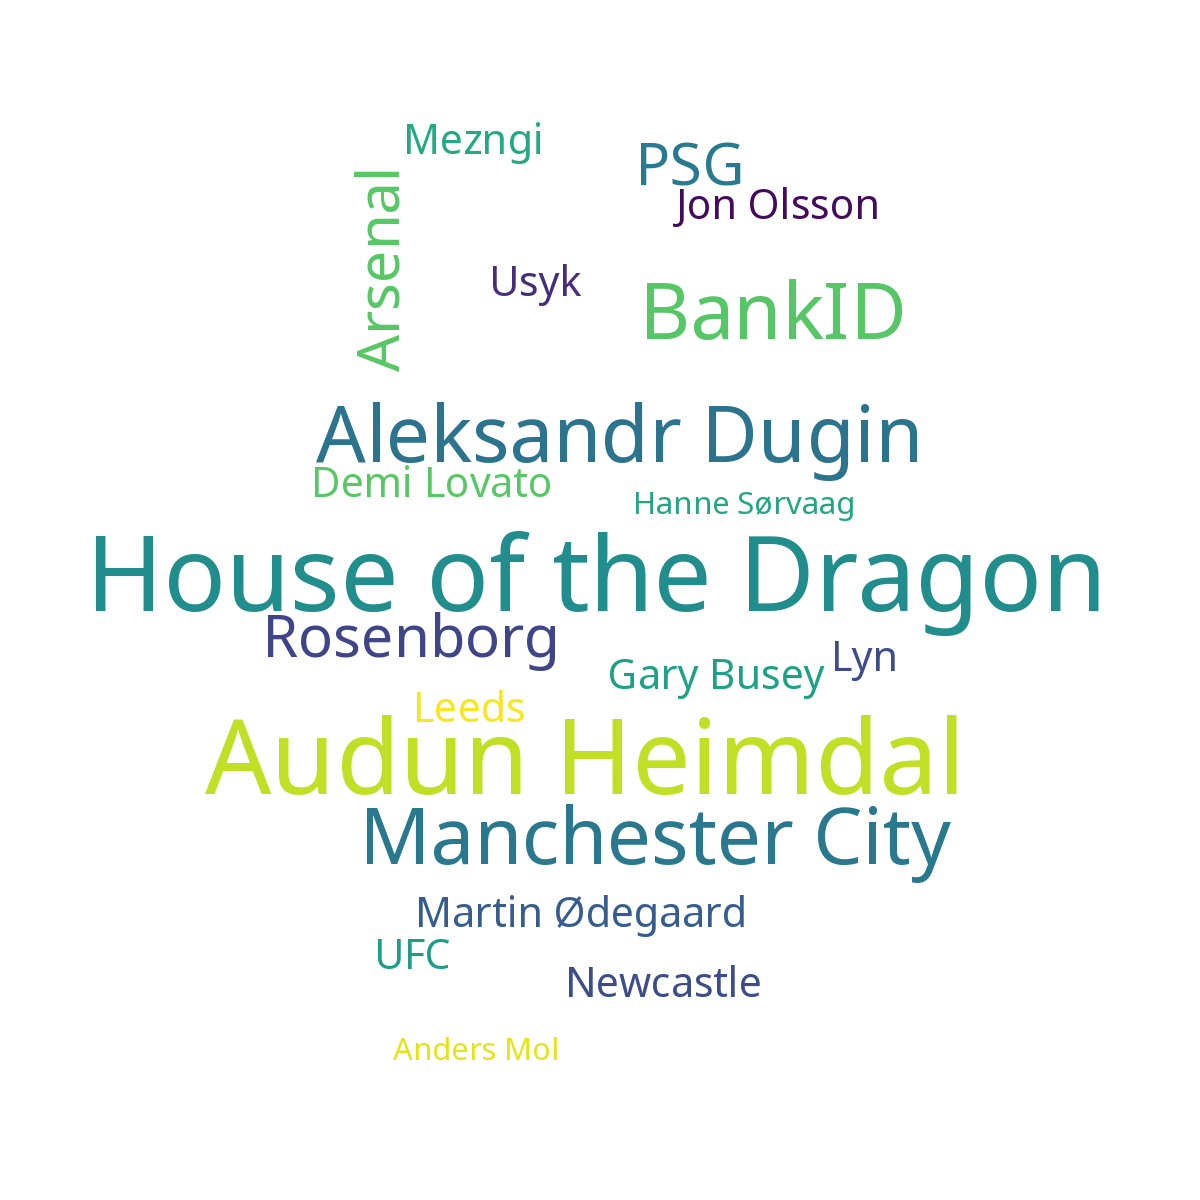 Mezngi
PSG
Arsenal
Jon Olsson
Usyk
BankID
Aleksandr Dugin
Demi Lovato
Hanne Sørvaag
House of the Dragon
Rosenborg
Lyn
Gary Busey
Leeds
Audun Heimdal
Manchester City
Martin Ødegaard
UFC
Newcastle
Anders Mol